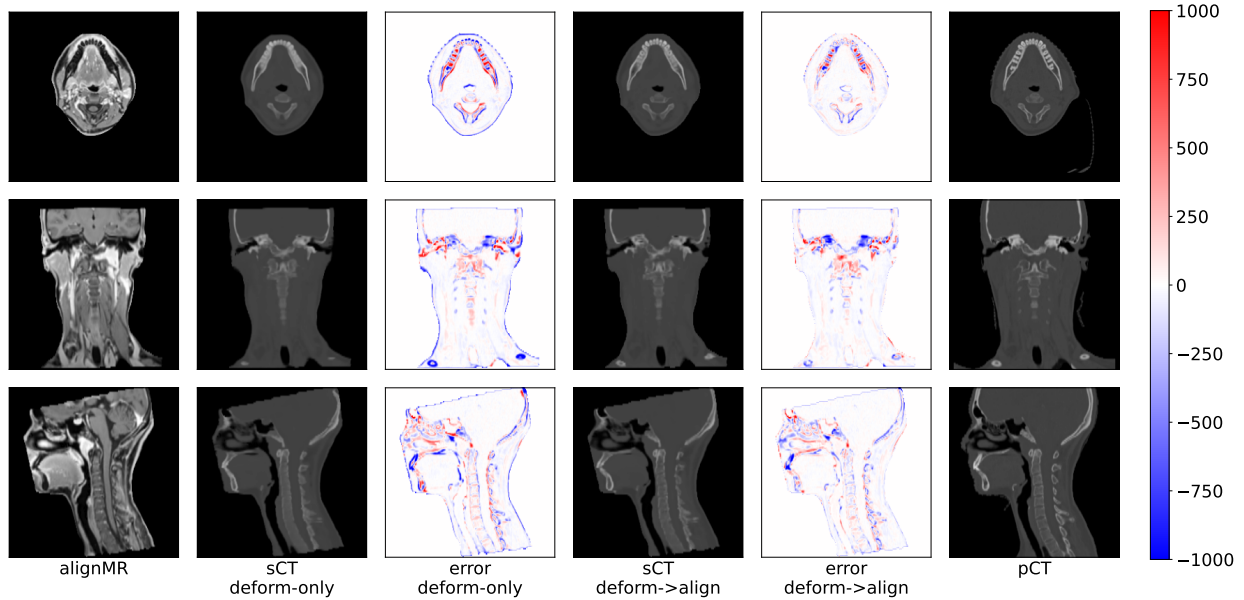 1000
750
500
250
0
−250
−500
−750
−1000
alignMR
sCT
deform-only
error
deform-only
sCT
deform->align
error
deform->align
pCT